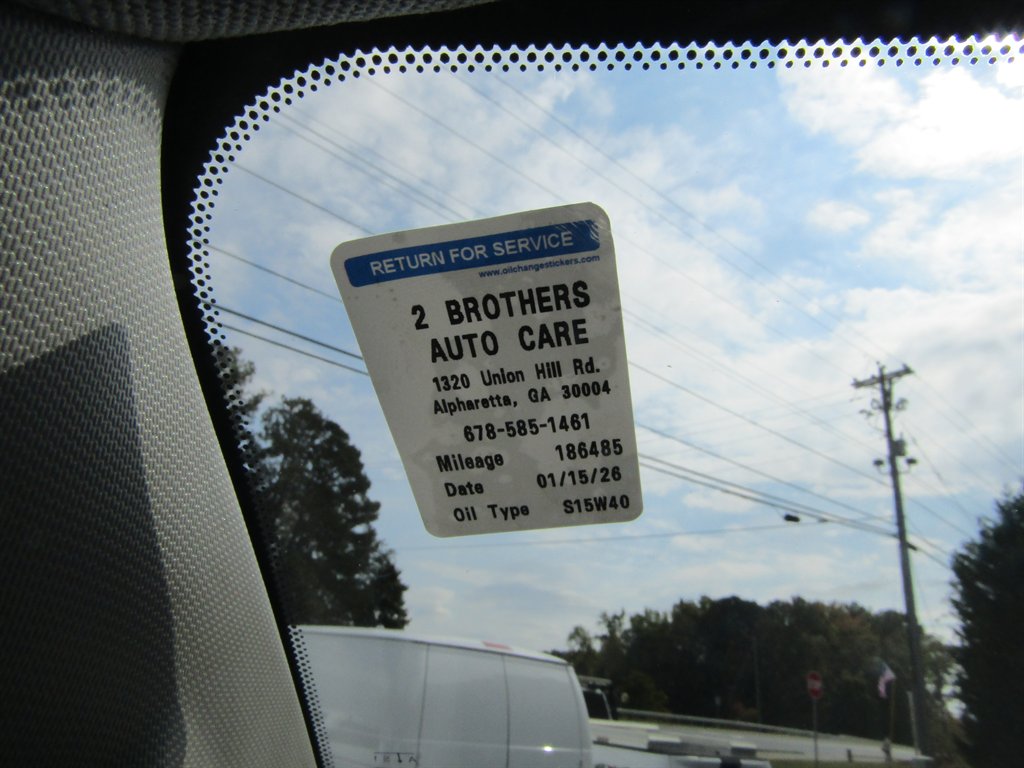 RETURN FOR SERVICE
www.oilchangestickers.com
2 BROTHERS
AUTO CARE
1320 Union Hill Rd.
Alpharetta, GA 30004
678-585-1461
Mileage 186485
Date 01/15/26
Oil Type S15W40